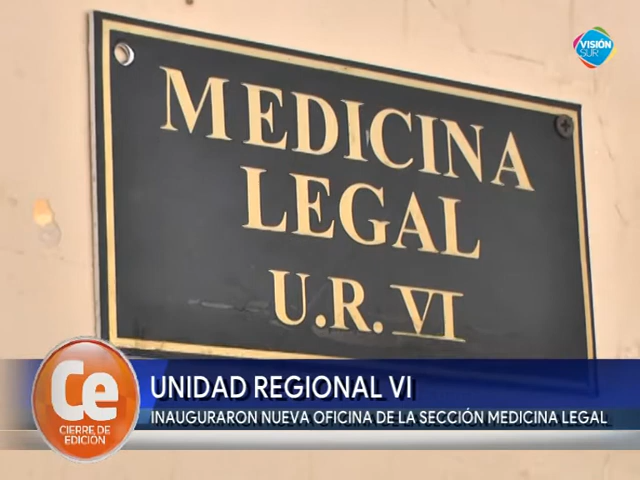 VISIÓN
SUR
MEDICINA
LEGAL
U.R. VI
Ce
CIERRE DE
EDICIÓN
UNIDAD REGIONAL VI
INAUGURARON NUEVA OFICINA DE LA SECCIÓN MEDICINA LEGAL